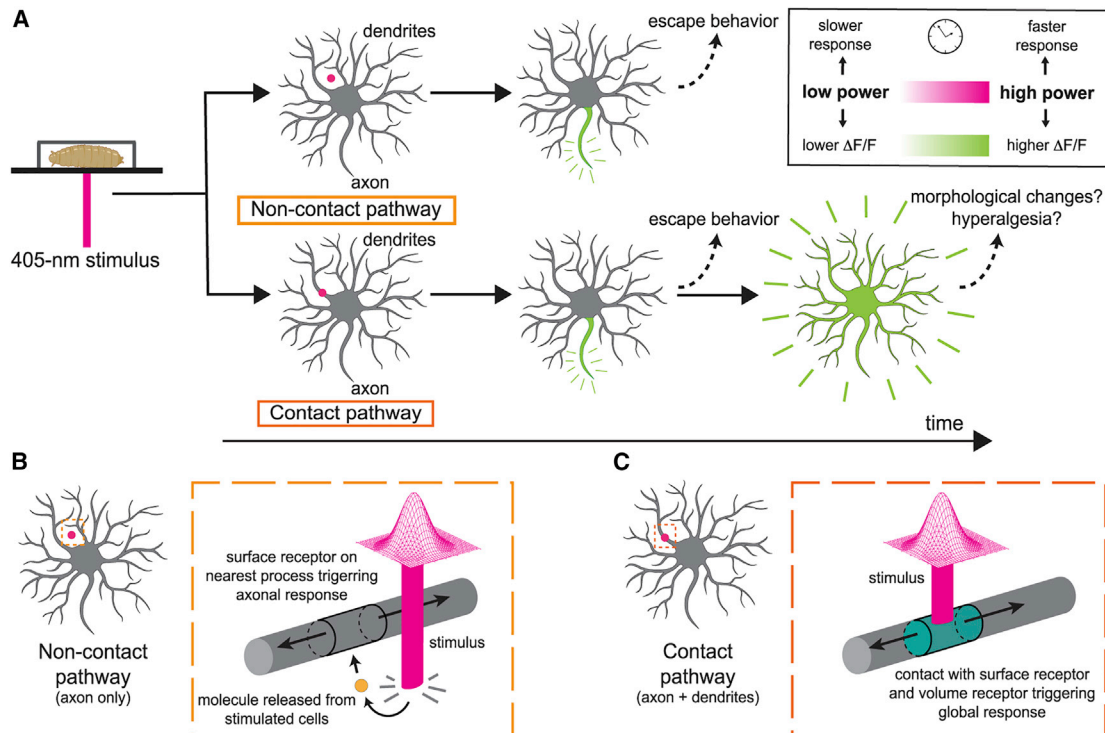 A
405-nm stimulus
dendrites
axon
Non-contact pathway
escape behavior
dendrites
axon
Contact pathway
escape behavior
morphological changes?
hyperalgesia?
time
slower
response
faster
response
low power
high power
lower ΔF/F
higher ΔF/F
B
Non-contact
pathway
(axon only)
surface receptor on
nearest process trigerring
axonal response
stimulus
molecule released from
stimulated cells
C
Contact
pathway
(axon + dendrites)
stimulus
contact with surface receptor
and volume receptor triggering
global response